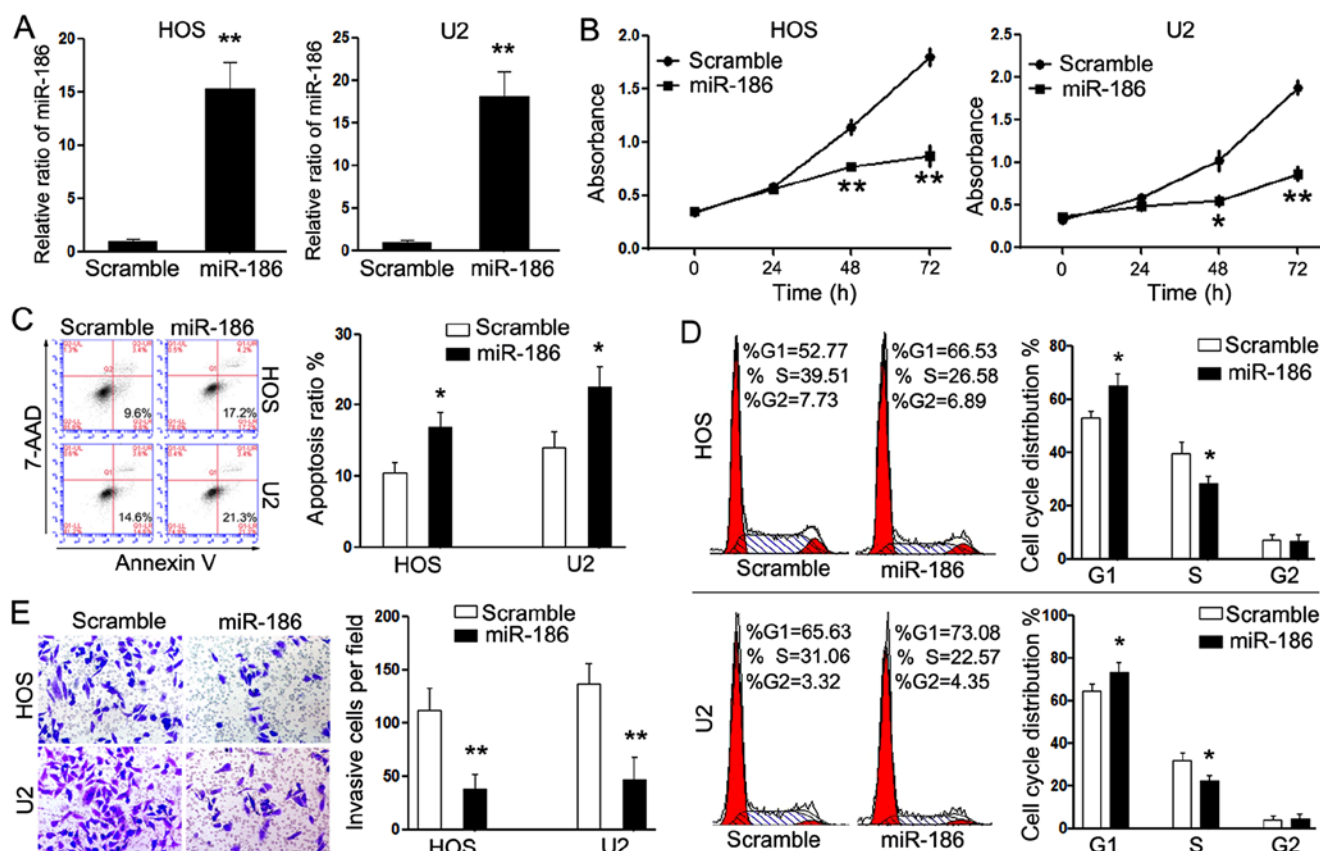 A
HOS
**
Relative ratio of miR-186
20
15
10
5
0
Scramble miR-186
U2
**
Relative ratio of miR-186
25
20
15
10
5
0
Scramble miR-186
B
HOS
Scramble
miR-186
Absorbance
2.0
1.5
1.0
0.5
0.0
** **
0 24 48 72
Time (h)
U2
Scramble
miR-186
Absorbance
2.5
2.0
1.5
1.0
0.5
0.0
* **
0 24 48 72
Time (h)
C
Scramble miR-186
7-AAD
HOS
9.6% 17.2%
U2
14.6% 21.3%
Annexin V
Apoptosis ratio %
30
20
10
0
Scramble
miR-186
* *
HOS U2
D
HOS
%G1=52.77
% S=39.51
%G2=7.73
Scramble
%G1=66.53
% S=26.58
%G2=6.89
miR-186
Cell cycle distribution %
80
60
40
20
0
Scramble
miR-186
* *
G1 S G2
U2
%G1=65.63
% S=31.06
%G2=3.32
Scramble
%G1=73.08
% S=22.57
%G2=4.35
miR-186
Cell cycle distribution %
100
80
60
40
20
0
Scramble
miR-186
* *
G1 S G2
E
Scramble miR-186
HOS
U2
Invasive cells per field
200
150
100
50
0
Scramble
miR-186
** **
HOS U2